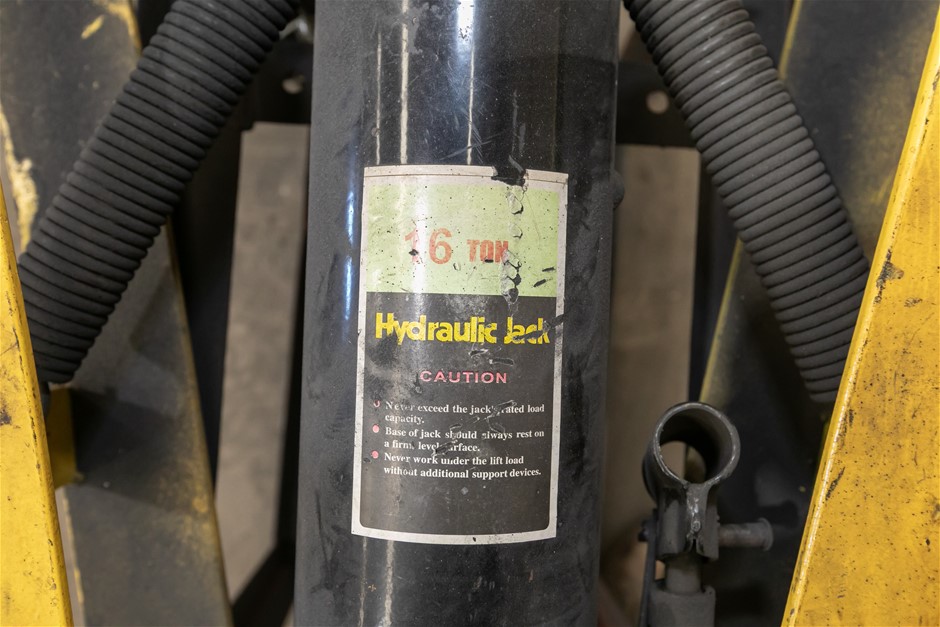 16 TON
Hydraulic Jack
CAUTION
Never exceed the jack's rated load
capacity.
Base of jack should always rest on
a firm, level surface.
Never work under the lift load
without additional support devices.